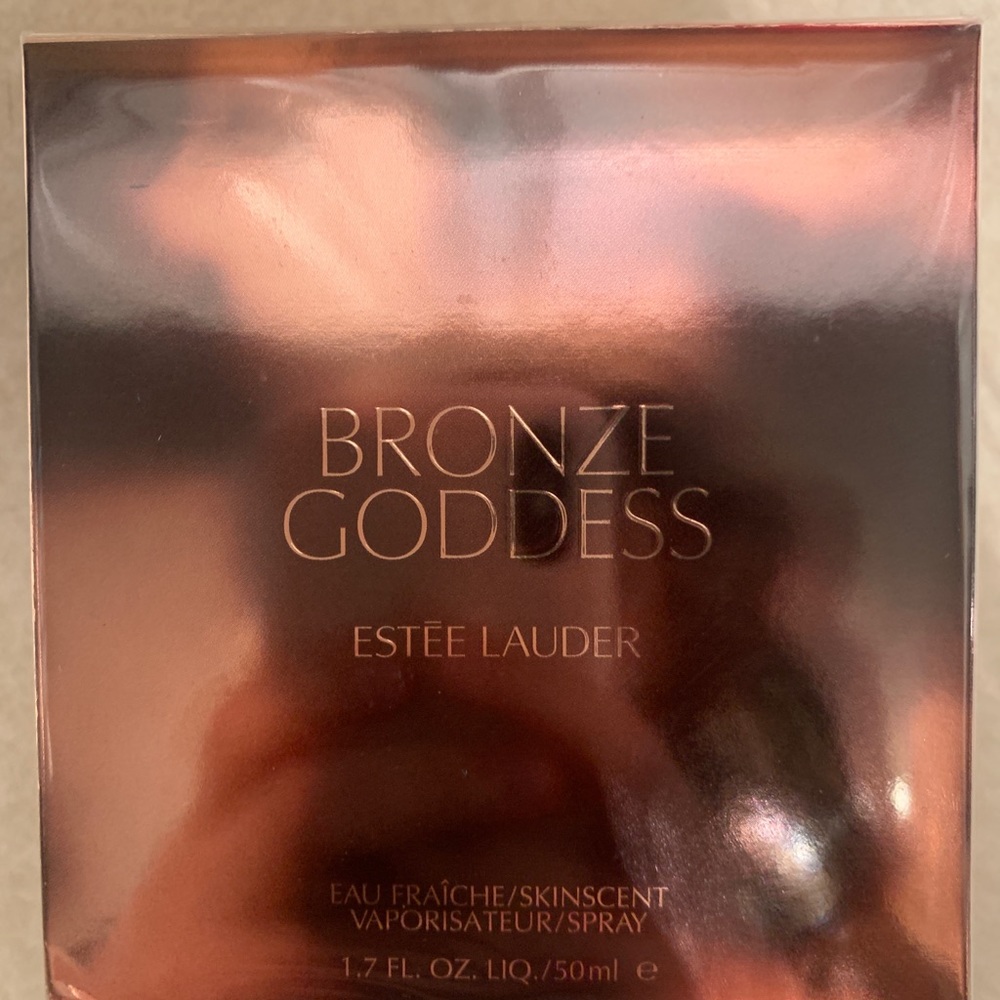 BRONZE
GODDESS
ESTĒE LAUDER
EAU FRAÎCHE/SKINSCENT
VAPORISATEUR/SPRAY
1.7 FL. OZ. LIQ./50ml ℮